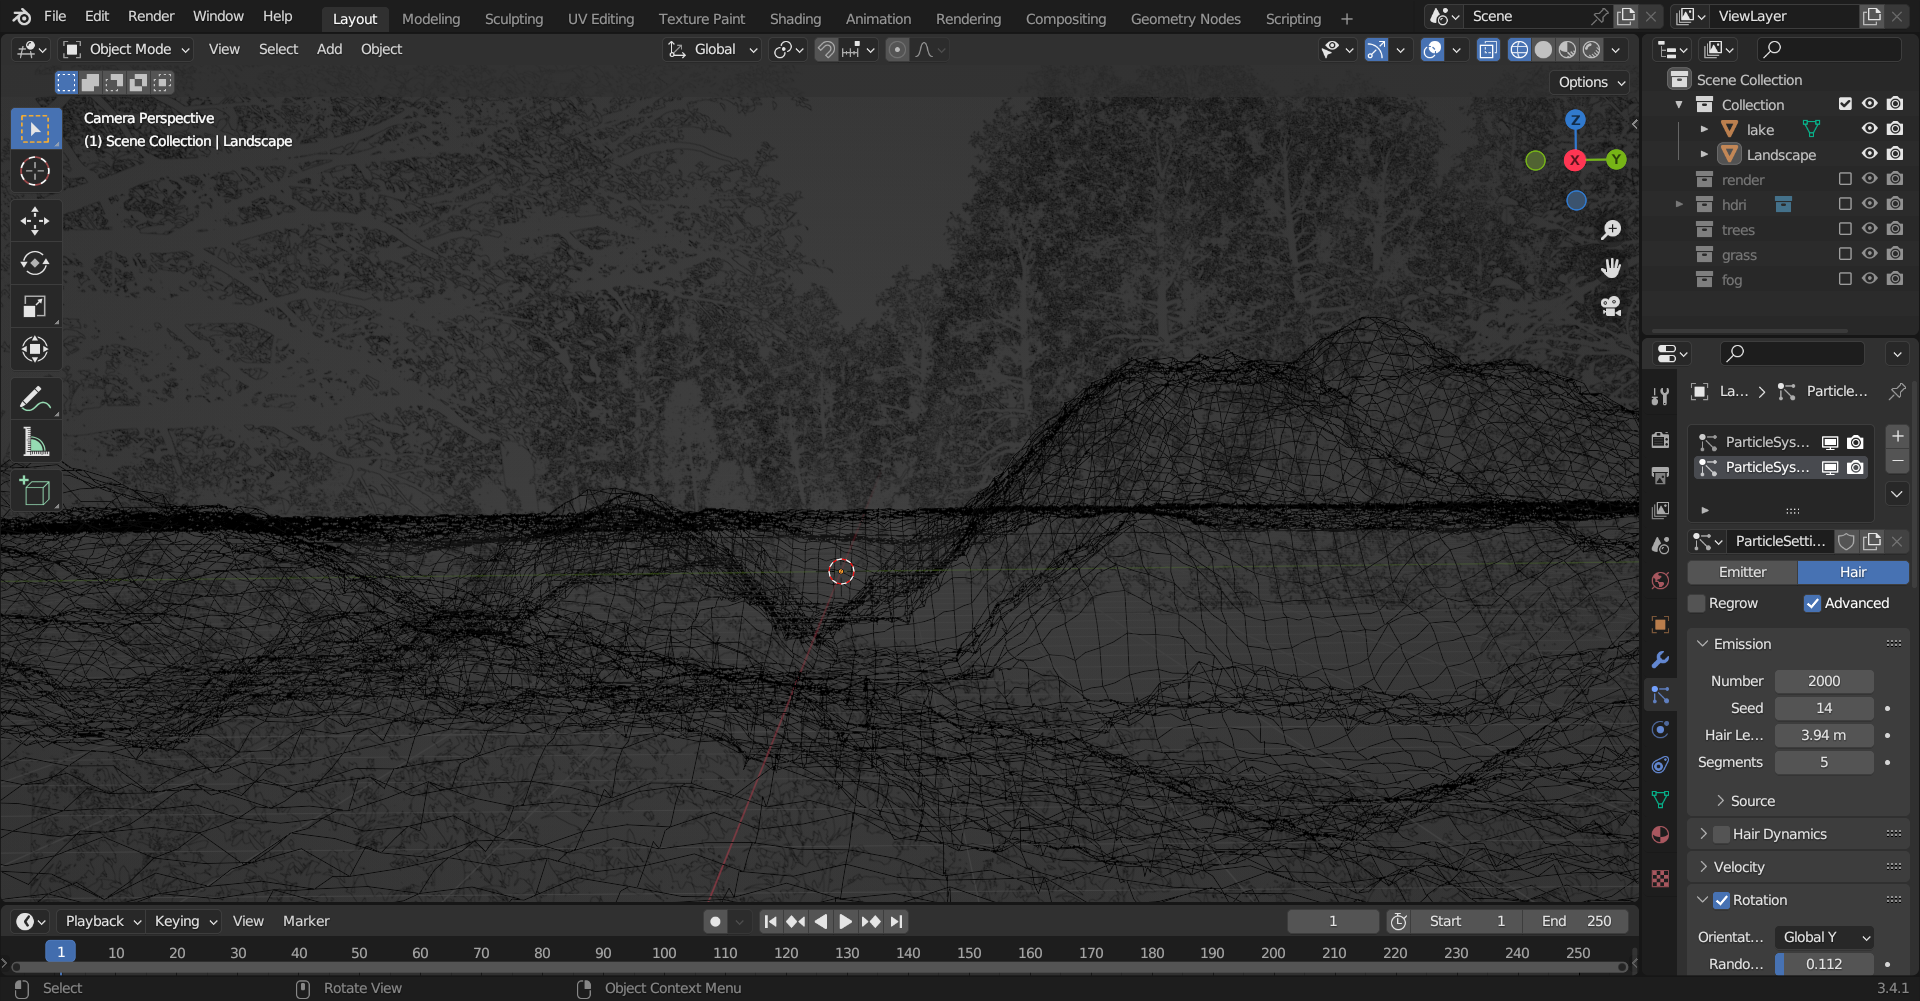 File Edit Render Window Help Layout Modeling Sculpting UV Editing Texture Paint Shading Animation Rendering Compositing Geometry Nodes Scripting + Scene ViewLayer
Object Mode View Select Add Object Global
Options
Camera Perspective
(1) Scene Collection | Landscape
Z
X
Y
Scene Collection
Collection
lake
Landscape
render
hdri
trees
grass
fog
La... > Particle...
ParticleSys...
ParticleSys...
ParticleSetti...
Emitter Hair
Regrow Advanced
Emission
Number 2000
Seed 14
Hair Le... 3.94 m
Segments 5
Source
Hair Dynamics
Velocity
Rotation
Orientat... Global Y
Rando... 0.112
Playback Keying View Marker 1 Start 1 End 250
1 10 20 30 40 50 60 70 80 90 100 110 120 130 140 150 160 170 180 190 200 210 220 230 240 250
Select Rotate View Object Context Menu 3.4.1